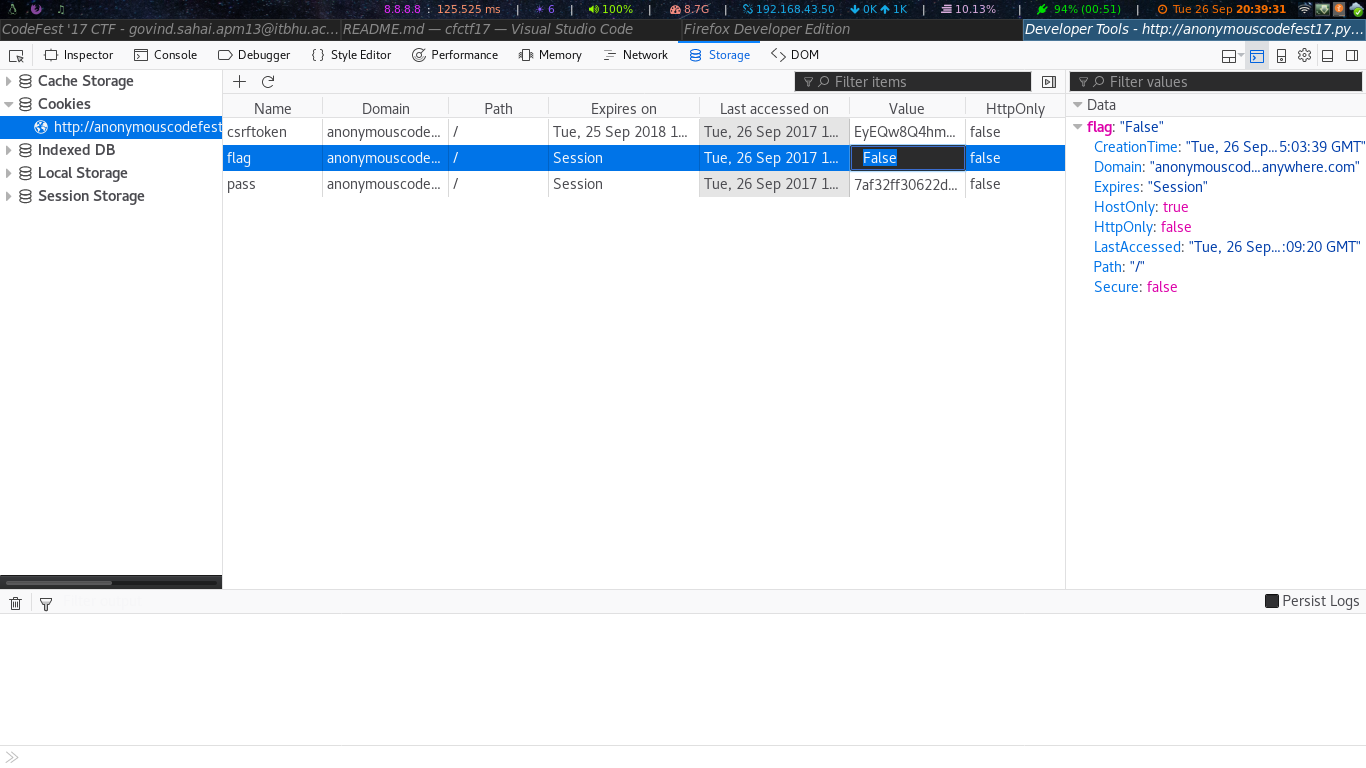 8.8.8.8 : 125;525 ms | 6 | 100% | 8.7G | 192.168.43.50 0K 1K | 10.13% | 94% (00:51) | Tue 26 Sep 20:39:31
CodeFest '17 CTF - govind.sahai.apm13@itbhu.ac... README.md — cfctf17 — Visual Studio Code Firefox Developer Edition Developer Tools - http://anonymouscodefest17.py...
Inspector Console Debugger Style Editor Performance Memory Network Storage DOM
Cache Storage
Cookies
http://anonymouscodefest
Indexed DB
Local Storage
Session Storage
Filter items
Name Domain Path Expires on Last accessed on Value HttpOnly
csrftoken anonymouscode... / Tue, 25 Sep 2018 1... Tue, 26 Sep 2017 1... EyEQw8Q4hm... false
flag anonymouscode... / Session Tue, 26 Sep 2017 1... False false
pass anonymouscode... / Session Tue, 26 Sep 2017 1... 7af32ff30622d... false
Filter values
Data
flag: "False"
CreationTime: "Tue, 26 Sep...5:03:39 GMT"
Domain: "anonymouscod...anywhere.com"
Expires: "Session"
HostOnly: true
HttpOnly: false
LastAccessed: "Tue, 26 Sep...:09:20 GMT"
Path: "/"
Secure: false
Persist Logs